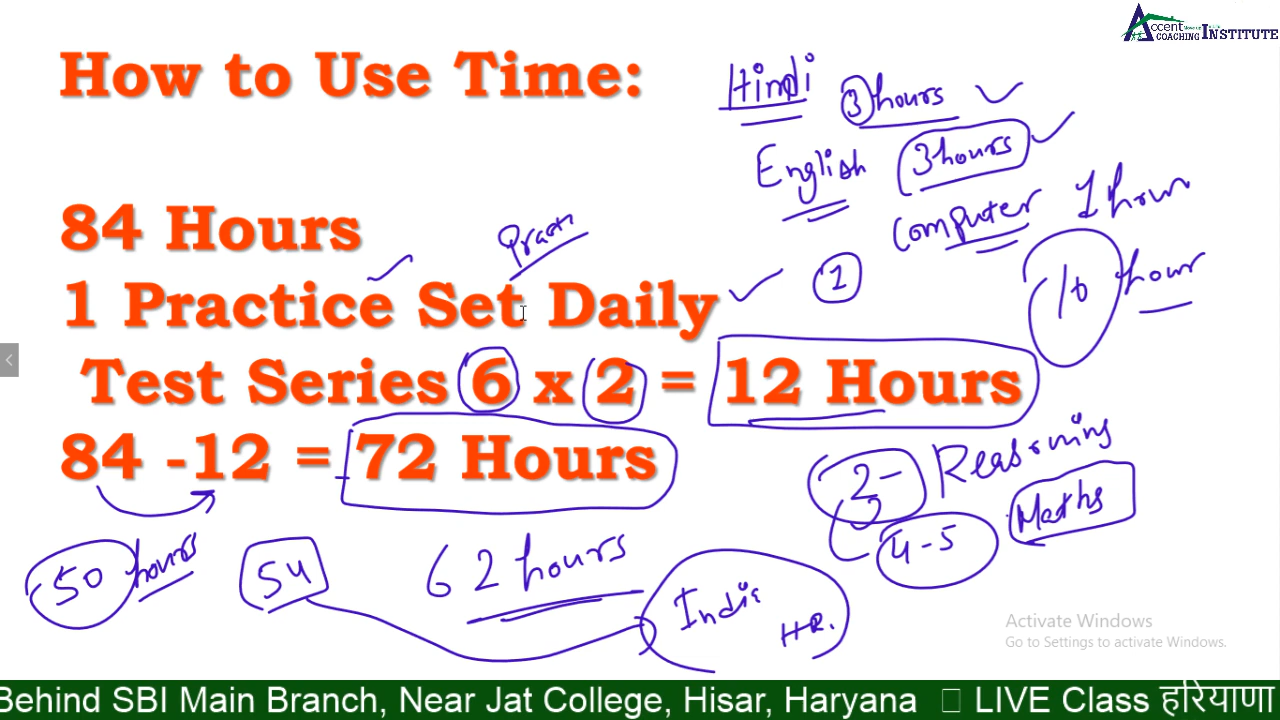 Accent
COACHING INSTITUTE
How to Use Time:
Hindi 3 hours
English 3 hours
Computer 1 hour
84 Hours
1 Practice Set Daily
1
10 hour
Test Series 6 x 2 = 12 Hours
84 -12 = 72 Hours
2- Reasoning
4-5 Maths
50 hours
54
62 hours
India
HR.
Activate Windows
Go to Settings to activate Windows.
Behind SBI Main Branch, Near Jat College, Hisar, Haryana LIVE Class हरियाणा